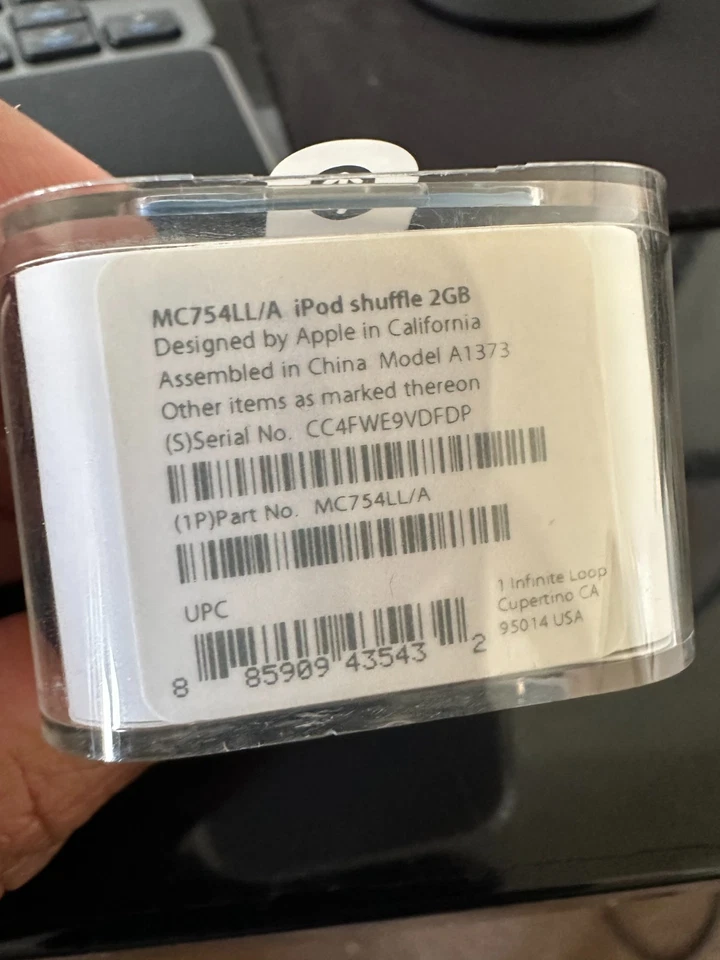 MC754LL/A iPod shuffle 2GB
Designed by Apple in California
Assembled in China Model A1373
Other items as marked thereon
(S)Serial No. CC4FWE9VDFDP
(1P)Part No. MC754LL/A
UPC
8 85909 43543 2
1 Infinite Loop
Cupertino CA
95014 USA